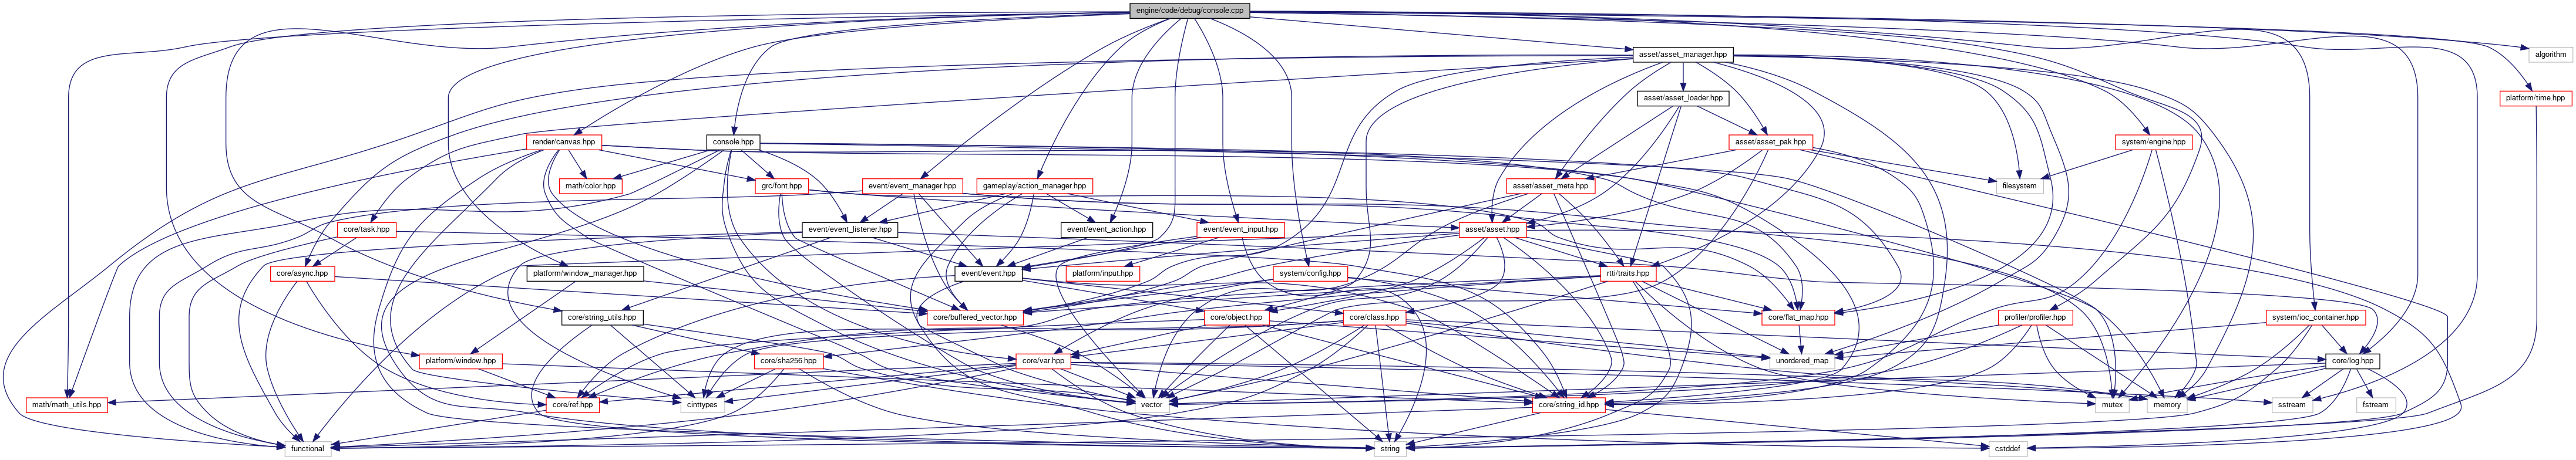 engine/code/debug/console.cpp
asset/asset_manager.hpp
algorithm
asset/asset_loader.hpp
platform/time.hpp
render/canvas.hpp
console.hpp
asset/asset_pak.hpp
system/engine.hpp
math/color.hpp
grc/font.hpp
event/event_manager.hpp
gameplay/action_manager.hpp
asset/asset_meta.hpp
filesystem
core/task.hpp
event/event_listener.hpp
event/event_action.hpp
event/event_input.hpp
asset/asset.hpp
core/async.hpp
platform/window_manager.hpp
event/event.hpp
platform/input.hpp
system/config.hpp
rtti/traits.hpp
core/string_utils.hpp
core/buffered_vector.hpp
core/object.hpp
core/class.hpp
core/flat_map.hpp
profiler/profiler.hpp
system/ioc_container.hpp
platform/window.hpp
core/sha256.hpp
core/var.hpp
unordered_map
core/log.hpp
math/math_utils.hpp
core/ref.hpp
cinttypes
vector
core/string_id.hpp
mutex
memory
sstream
fstream
functional
string
cstddef